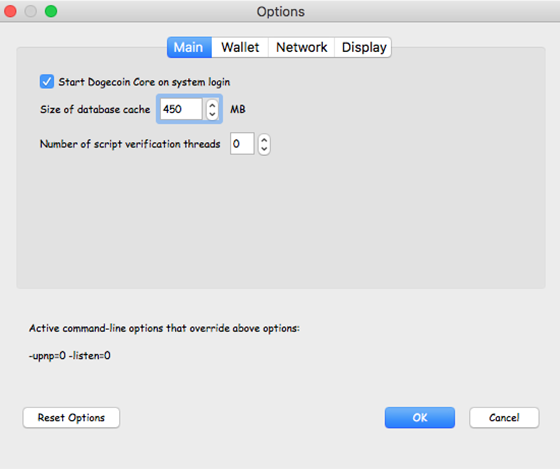 Options
Main Wallet Network Display
Start Dogecoin Core on system login
Size of database cache 450 MB
Number of script verification threads 0
Active command-line options that override above options:
-upnp=0 -listen=0
Reset Options OK Cancel